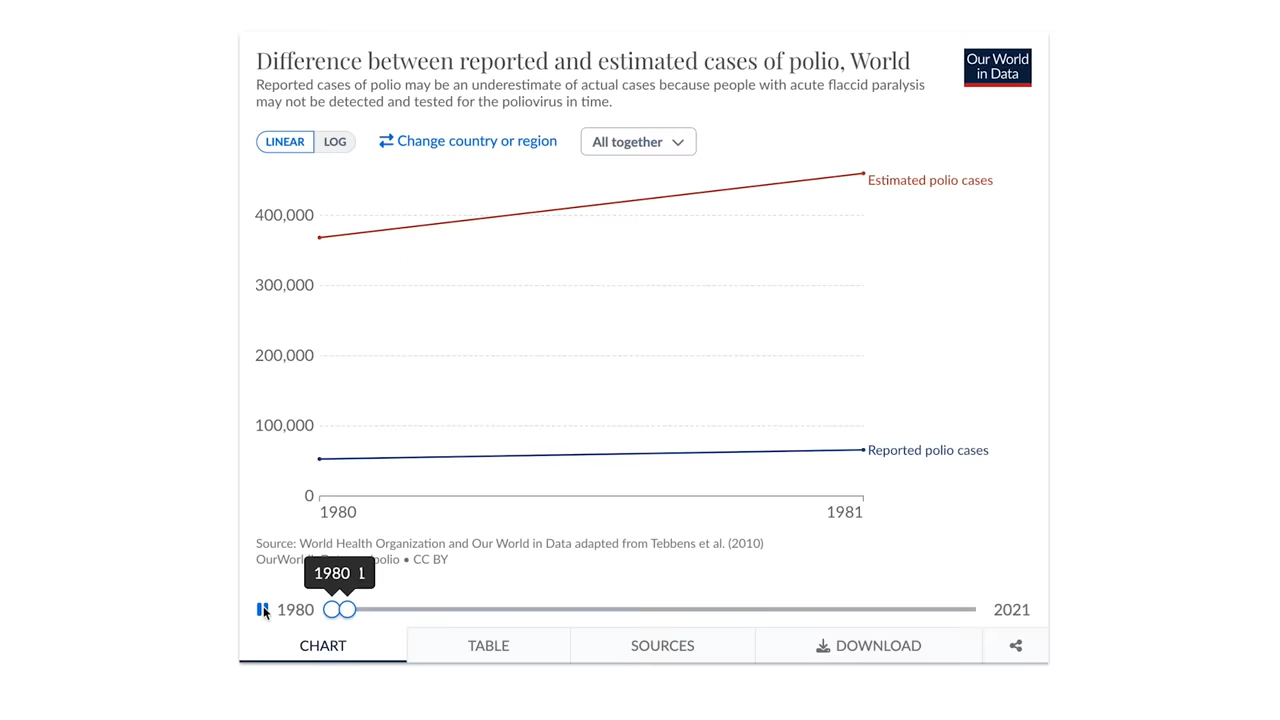 Difference between reported and estimated cases of polio, World
Our World
in Data
Reported cases of polio may be an underestimate of actual cases because people with acute flaccid paralysis
may not be detected and tested for the poliovirus in time.
LINEAR LOG
Change country or region
All together
Estimated polio cases
400,000
300,000
200,000
100,000
Reported polio cases
0
1980 1981
Source: World Health Organization and Our World in Data adapted from Tebbens et al. (2010)
OurWorl polio • CC BY
1980 1
1980 2021
CHART TABLE SOURCES DOWNLOAD